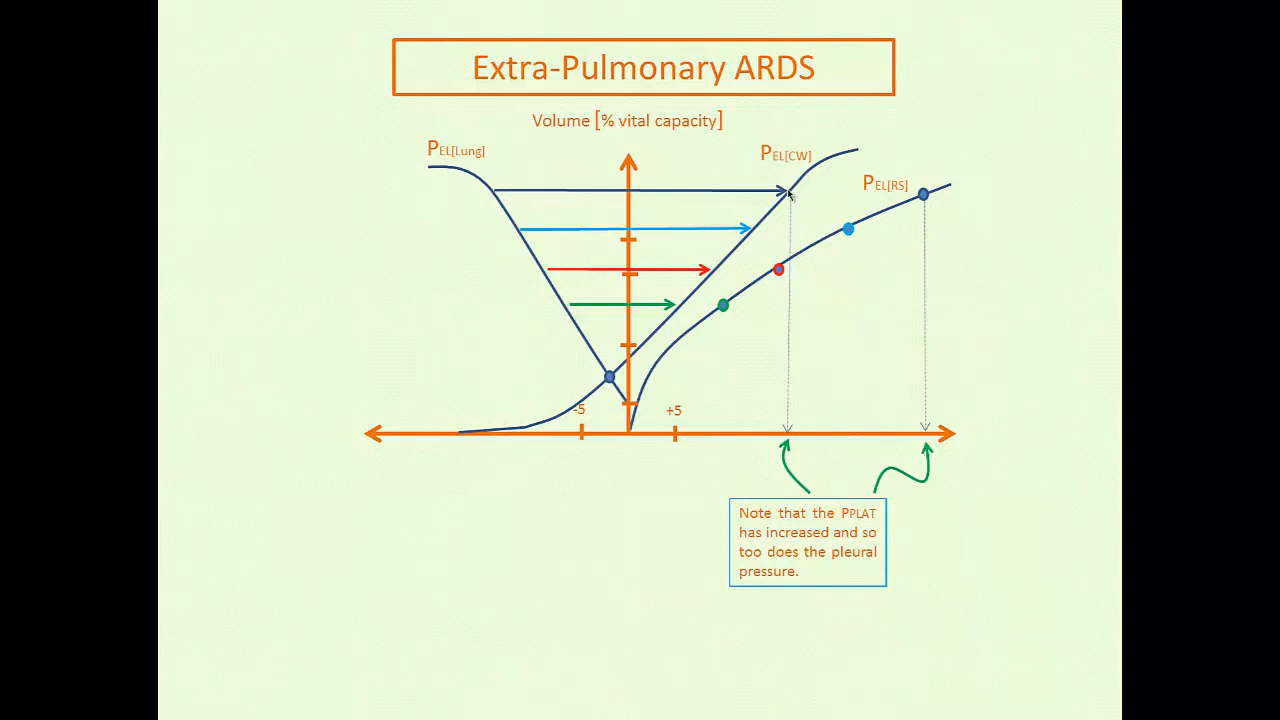 Extra-Pulmonary ARDS
Volume [% vital capacity]
PEL[Lung]
PEL[CW]
PEL[RS]
-5
+5
Note that the PPLAT
has increased and so
too does the pleural
pressure.